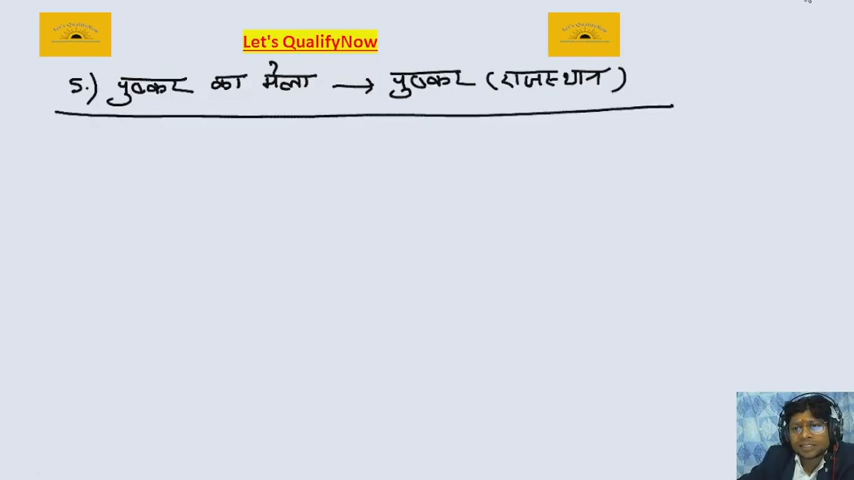 Let's QualifyNow
5.) पुष्कर का मेला → पुष्कर (राजस्थान)